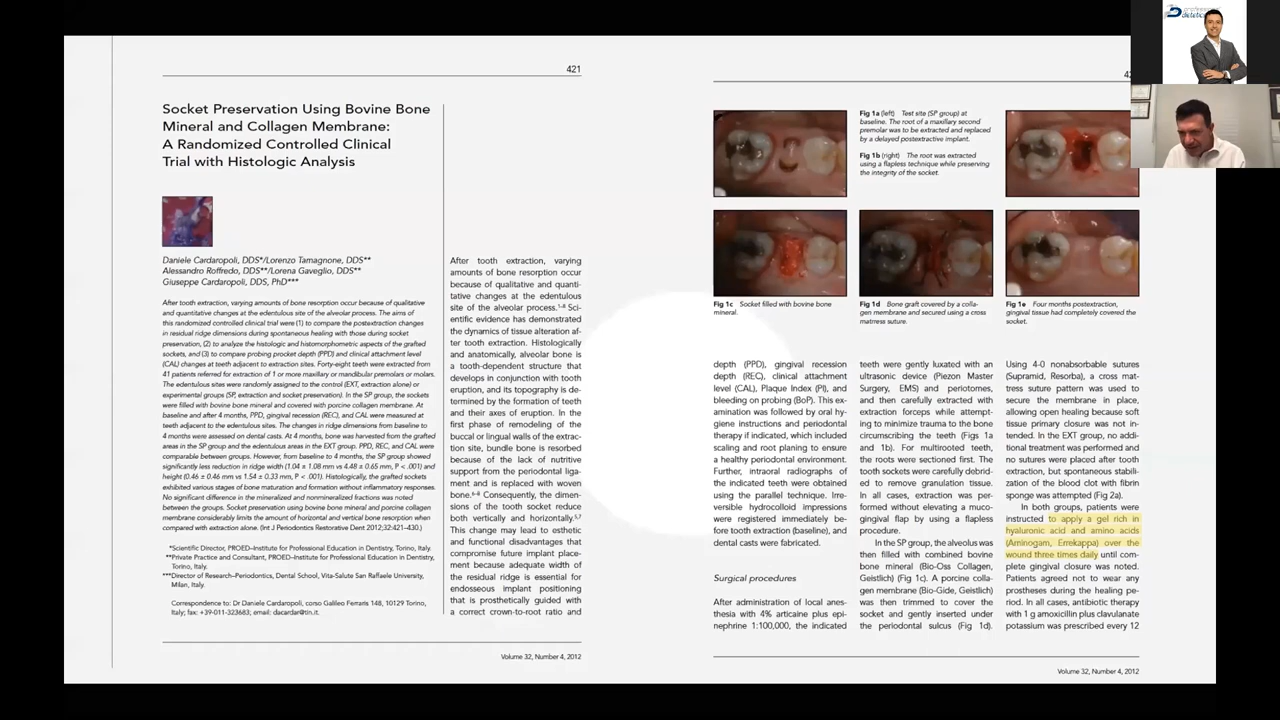 professional
dietetics
421
Socket Preservation Using Bovine Bone
Mineral and Collagen Membrane:
A Randomized Controlled Clinical
Trial with Histologic Analysis
Daniele Cardaropoli, DDS*/Lorenzo Tamagnone, DDS**
Alessandro Roffredo, DDS**/Lorena Gaveglio, DDS**
Giuseppe Cardaropoli, DDS, PhD***
After tooth extraction, varying amounts of bone resorption occur because of qualitative
and quantitative changes at the edentulous site of the alveolar process. The aims of
this randomized controlled clinical trial were (1) to compare the postextraction changes
in residual ridge dimensions during spontaneous healing with those during socket
preservation, (2) to analyze the histologic and histomorphometric aspects of the grafted
sockets, and (3) to compare probing procket depth (PPD) and clinical attachment level
(CAL) changes at teeth adjacent to extraction sites. Forty-eight teeth were extracted from
41 patients referred for extraction of 1 or more maxillary or mandibular premolars or molars.
The edentulous sites were randomly assigned to the control (EXT, extraction alone) or
experimental groups (SP, extraction and socket preservation). In the SP group, the sockets
were filled with bovine bone mineral and covered with porcine collagen membrane. At
baseline and after 4 months, PPD, gingival recession (REC), and CAL were measured at
teeth adjacent to the edentulous sites. The changes in ridge dimensions from baseline to
4 months were assessed on dental casts. At 4 months, bone was harvested from the grafted
areas in the SP group and the edentulous areas in the EXT group. PPD, REC, and CAL were
comparable between groups. However, from baseline to 4 months, the SP group showed
significantly less reduction in ridge width (1.04 ± 1.08 mm vs 4.48 ± 0.65 mm, P < .001) and
height (0.46 ± 0.46 mm vs 1.54 ± 0.33 mm, P < .001). Histologically, the grafted sockets
exhibited various stages of bone maturation and formation without inflammatory responses.
No significant difference in the mineralized and nonmineralized fractions was noted
between the groups. Socket preservation using bovine bone mineral and porcine collagen
membrane considerably limits the amount of horizontal and vertical bone resorption when
compared with extraction alone. (Int J Periodontics Restorative Dent 2012;32:421–430.)
*Scientific Director, PROED–Institute for Professional Education in Dentistry, Torino, Italy.
**Private Practice and Consultant, PROED–Institute for Professional Education in Dentistry,
Torino, Italy.
***Director of Research–Periodontics, Dental School, Vita-Salute San Raffaele University,
Milan, Italy.
Correspondence to: Dr Daniele Cardaropoli, corso Galileo Ferraris 148, 10129 Torino,
Italy; fax: +39-011-323683; email: dacardar@tin.it.
After tooth extraction, varying
amounts of bone resorption occur
because of qualitative and quanti-
tative changes at the edentulous
site of the alveolar process.1–5 Sci-
entific evidence has demonstrated
the dynamics of tissue alteration af-
ter tooth extraction. Histologically
and anatomically, alveolar bone is
a tooth-dependent structure that
develops in conjunction with tooth
eruption, and its topography is de-
termined by the formation of teeth
and their axes of eruption. In the
first phase of remodeling of the
buccal or lingual walls of the extrac-
tion site, bundle bone is resorbed
because of the lack of nutritive
support from the periodontal liga-
ment and is replaced with woven
bone.6–8 Consequently, the dimen-
sions of the tooth socket reduce
both vertically and horizontally.5,7
This change may lead to esthetic
and functional disadvantages that
compromise future implant place-
ment because adequate width of
the residual ridge is essential for
endosseous implant positioning
that is prosthetically guided with
a correct crown-to-root ratio and
Volume 32, Number 4, 2012
Fig 1a (left) Test site (SP group) at
baseline. The root of a maxillary second
premolar was to be extracted and replaced
by a delayed postextractive implant.
Fig 1b (right) The root was extracted
using a flapless technique while preserving
the integrity of the socket.
Fig 1c Socket filled with bovine bone
mineral.
Fig 1d Bone graft covered by a colla-
gen membrane and secured using a cross
mattress suture.
Fig 1e Four months postextraction,
gingival tissue had completely covered the
socket.
depth (PPD), gingival recession
depth (REC), clinical attachment
level (CAL), Plaque Index (PI), and
bleeding on probing (BoP). This ex-
amination was followed by oral hy-
giene instructions and periodontal
therapy if indicated, which included
scaling and root planing to ensure
a healthy periodontal environment.
Further, intraoral radiographs of
the indicated teeth were obtained
using the parallel technique. Irre-
versible hydrocolloid impressions
were registered immediately be-
fore tooth extraction (baseline), and
dental casts were fabricated.
Surgical procedures
After administration of local anes-
thesia with 4% articaine plus epi-
nephrine 1:100,000, the indicated
teeth were gently luxated with an
ultrasonic device (Piezon Master
Surgery, EMS) and periotomes,
and then carefully extracted with
extraction forceps while attempt-
ing to minimize trauma to the bone
circumscribing the teeth (Figs 1a
and 1b). For multirooted teeth,
the roots were sectioned first. The
tooth sockets were carefully debrid-
ed to remove granulation tissue.
In all cases, extraction was per-
formed without elevating a muco-
gingival flap by using a flapless
procedure.
In the SP group, the alveolus was
then filled with combined bovine
bone mineral (Bio-Oss Collagen,
Geistlich) (Fig 1c). A porcine colla-
gen membrane (Bio-Gide, Geistlich)
was then trimmed to cover the
socket and gently inserted under
the periodontal sulcus (Fig 1d).
Using 4-0 nonabsorbable sutures
(Supramid, Resorba), a cross mat-
tress suture pattern was used to
secure the membrane in place,
allowing open healing because soft
tissue primary closure was not in-
tended. In the EXT group, no addi-
tional treatment was performed and
no sutures were placed after tooth
extraction, but spontaneous stabili-
zation of the blood clot with fibrin
sponge was attempted (Fig 2a).
In both groups, patients were
instructed to apply a gel rich in
hyaluronic acid and amino acids
(Aminogam, Errekappa) over the
wound three times daily until com-
plete gingival closure was noted.
Patients agreed not to wear any
prostheses during the healing pe-
riod. In all cases, antibiotic therapy
with 1 g amoxicillin plus clavulanate
potassium was prescribed every 12
Volume 32, Number 4, 2012